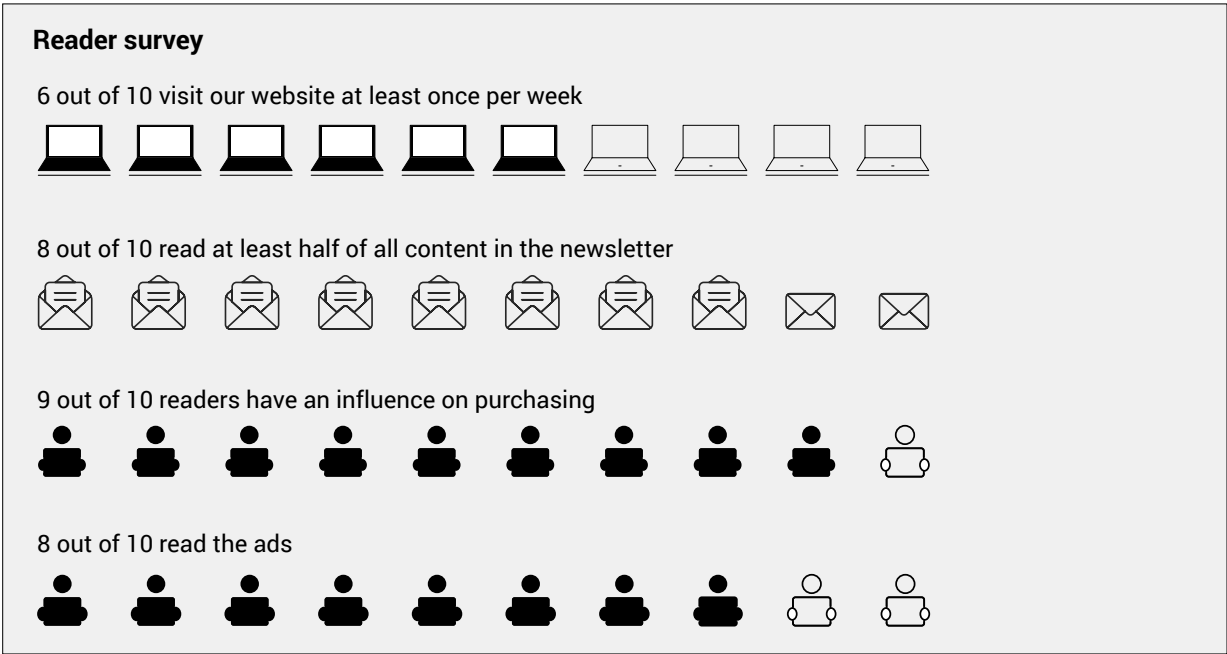 Reader survey
6 out of 10 visit our website at least once per week
8 out of 10 read at least half of all content in the newsletter
9 out of 10 readers have an influence on purchasing
8 out of 10 read the ads